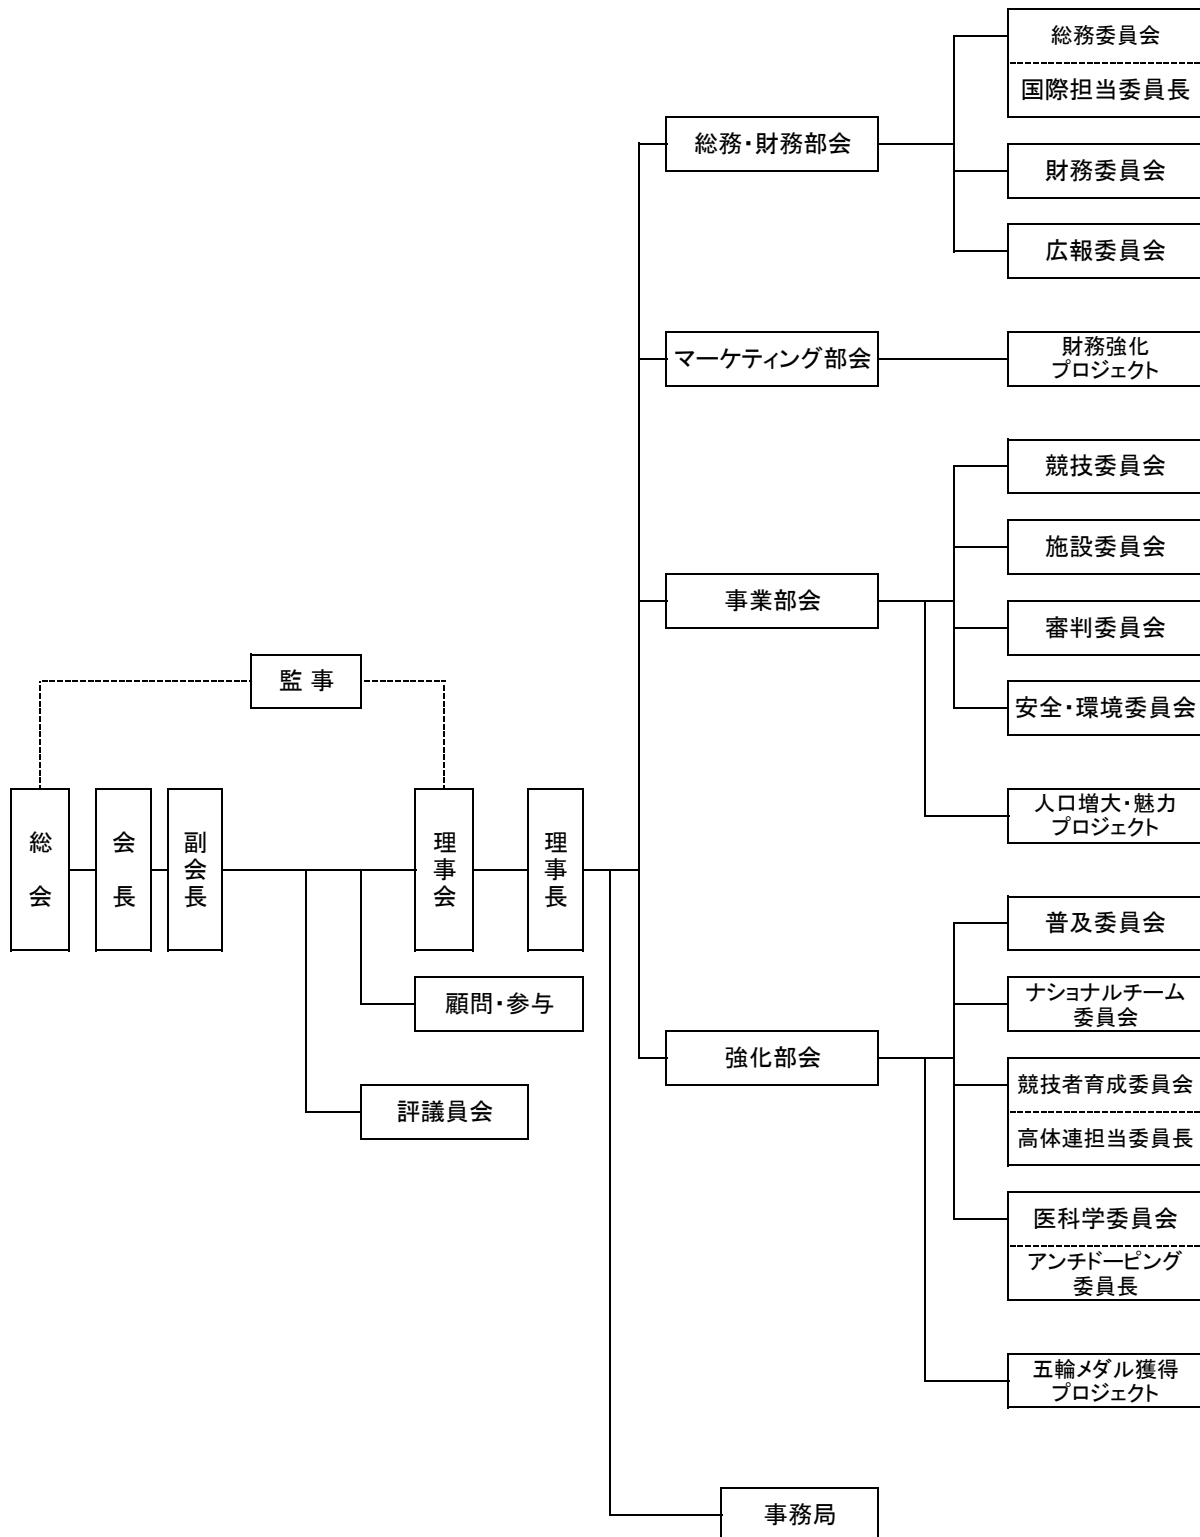 総務委員会
国際担当委員長
総務・財務部会
財務委員会
広報委員会
マーケティング部会
財務強化
プロジェクト
競技委員会
施設委員会
事業部会
審判委員会
監 事
安全・環境委員会
人口増大・魅力
プロジェクト
総会
会長
副会長
理事会
理事長
普及委員会
顧問・参与
ナショナルチーム
委員会
強化部会
競技者育成委員会
評議員会
高体連担当委員長
医科学委員会
アンチドーピング
委員長
五輪メダル獲得
プロジェクト
事務局